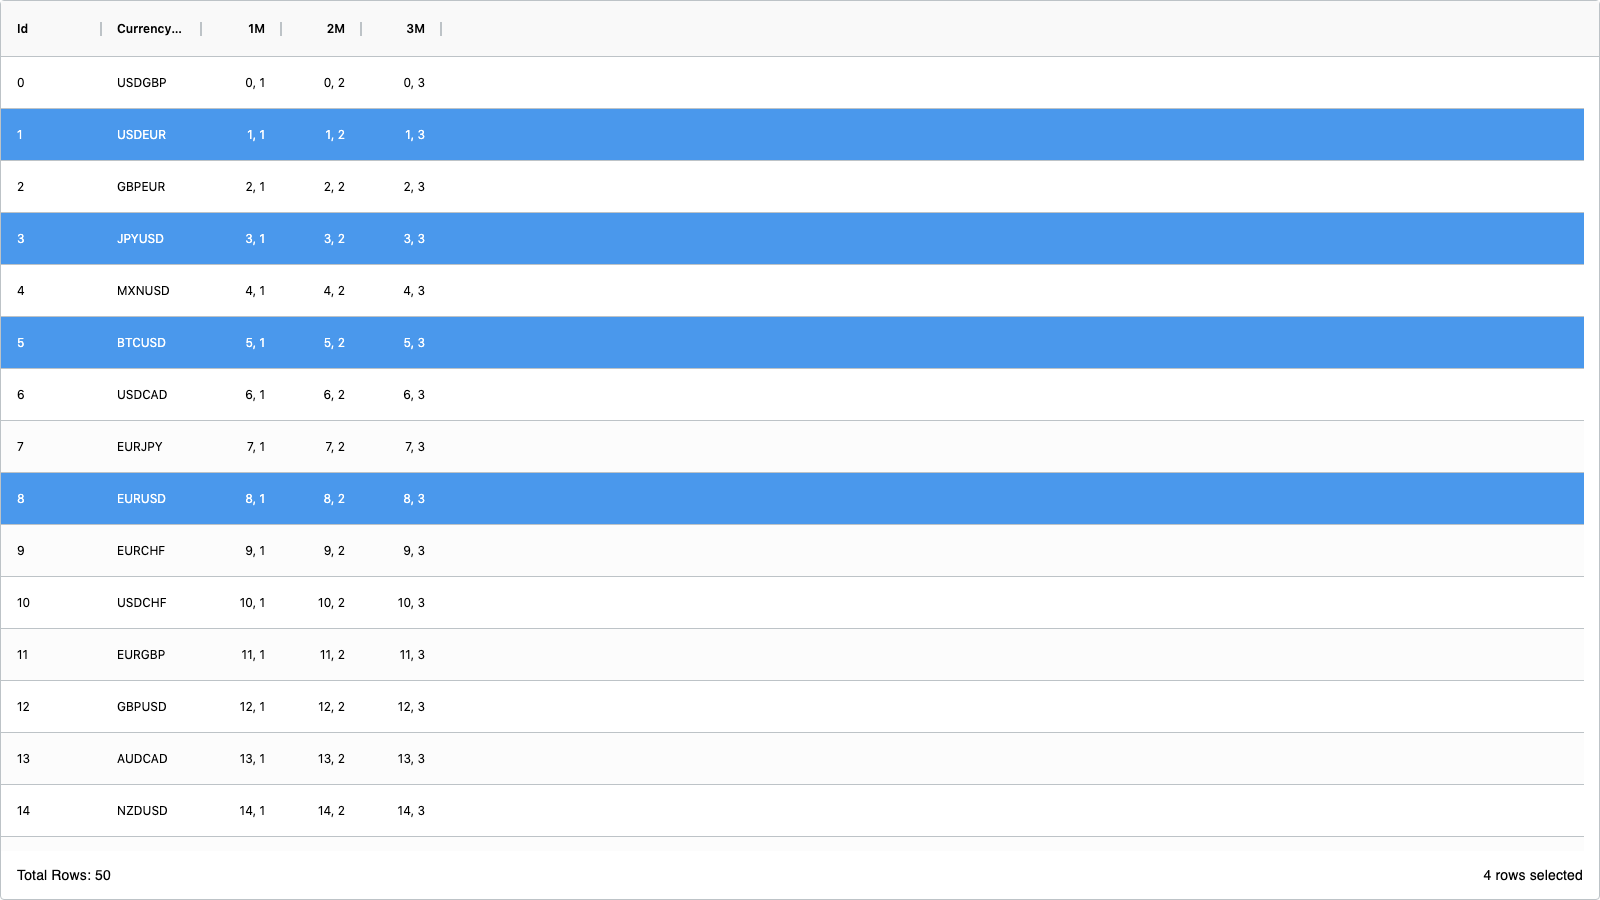 Id Currency... 1M 2M 3M
0 USDGBP 0, 1 0, 2 0, 3
1 USDEUR 1, 1 1, 2 1, 3
2 GBPEUR 2, 1 2, 2 2, 3
3 JPYUSD 3, 1 3, 2 3, 3
4 MXNUSD 4, 1 4, 2 4, 3
5 BTCUSD 5, 1 5, 2 5, 3
6 USDCAD 6, 1 6, 2 6, 3
7 EURJPY 7, 1 7, 2 7, 3
8 EURUSD 8, 1 8, 2 8, 3
9 EURCHF 9, 1 9, 2 9, 3
10 USDCHF 10, 1 10, 2 10, 3
11 EURGBP 11, 1 11, 2 11, 3
12 GBPUSD 12, 1 12, 2 12, 3
13 AUDCAD 13, 1 13, 2 13, 3
14 NZDUSD 14, 1 14, 2 14, 3
Total Rows: 50 4 rows selected